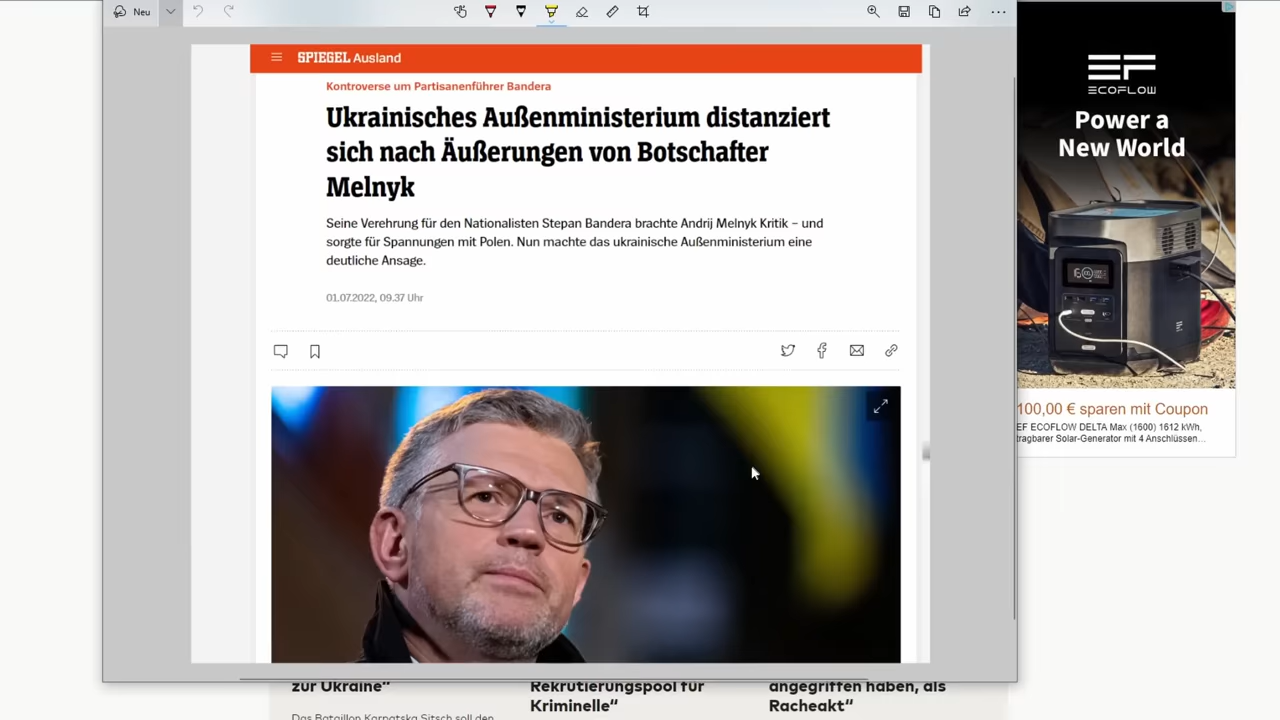 Neu
SPIEGEL Ausland
Kontroverse um Partisanenführer Bandera
Ukrainisches Außenministerium distanziert
sich nach Äußerungen von Botschafter
Melnyk
Seine Verehrung für den Nationalisten Stepan Bandera brachte Andrij Melnyk Kritik – und
sorgte für Spannungen mit Polen. Nun machte das ukrainische Außenministerium eine
deutliche Ansage.
01.07.2022, 09.37 Uhr
EF
ECOFLOW
Power a
New World
100,00 € sparen mit Coupon
EF ECOFLOW DELTA Max (1600) 1612 kWh,
tragbarer Solar-Generator mit 4 Anschlüssen...
zur Ukraine“
Rekrutierungspool für
Kriminelle“
angegriffen haben, als
Racheakt“
Das Bataillon Karpatska Sitsch soll den